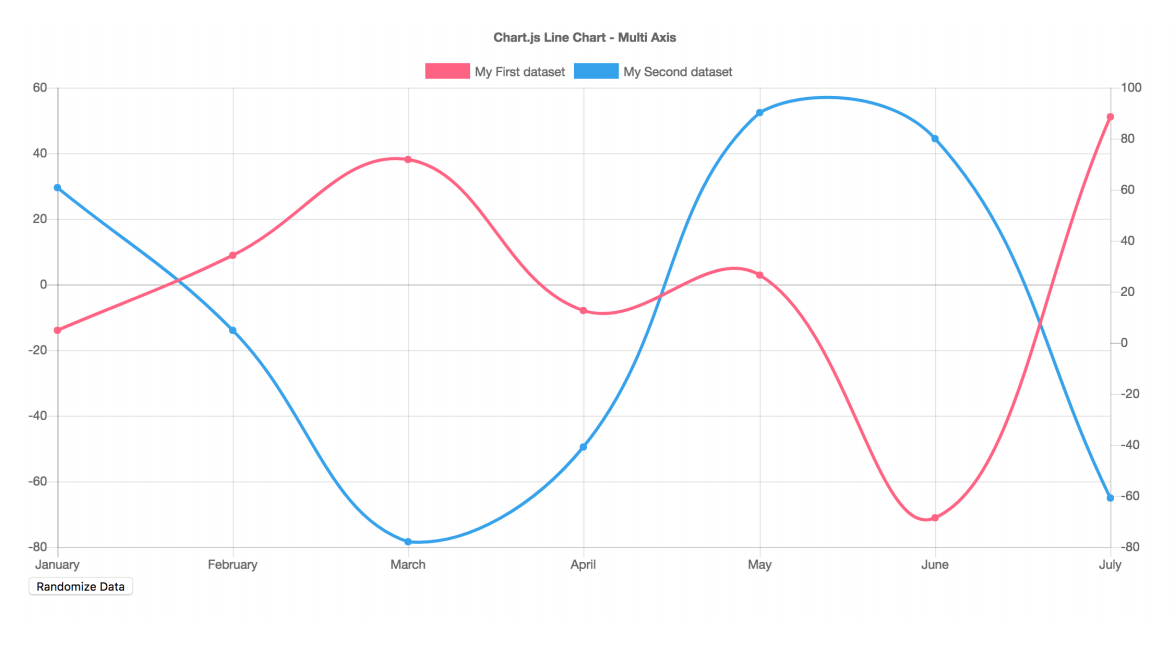 Chart.js Line Chart - Multi Axis
My First dataset My Second dataset
60 100
40 80
20 60
0 40
-20 20
-40 0
-60 -20
-80 -40
-60
-80
January February March April May June July
Randomize Data